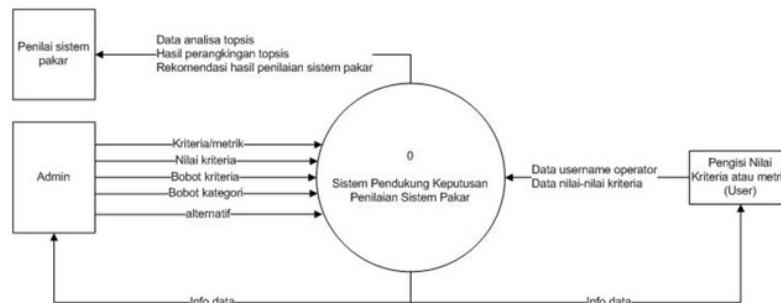 Penilai sistem
pakar
Data analisa topsis
Hasil perangkingan topsis
Rekomendasi hasil penilaian sistem pakar
Admin
Kriteria/metrik
Nilai kriteria
Bobot kriteria
Bobot kategori
alternatif
0
Sistem Pendukung Keputusan
Penilaian Sistem Pakar
Data username operator
Data nilai-nilai kriteria
Pengisi Nilai
Kriteria atau metri
(User)
Info data
Info data